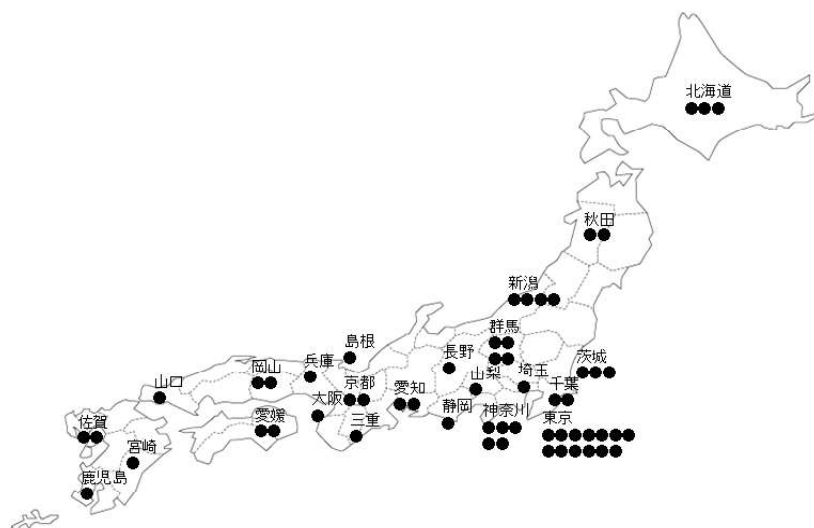 北海道
秋田
新潟
群馬
島根
長野
茨城
兵庫
岡山
山梨
埼玉
山口
京都
愛知
千葉
大阪
静岡
神奈川
東京
佐賀
愛媛
三重
宮崎
鹿児島